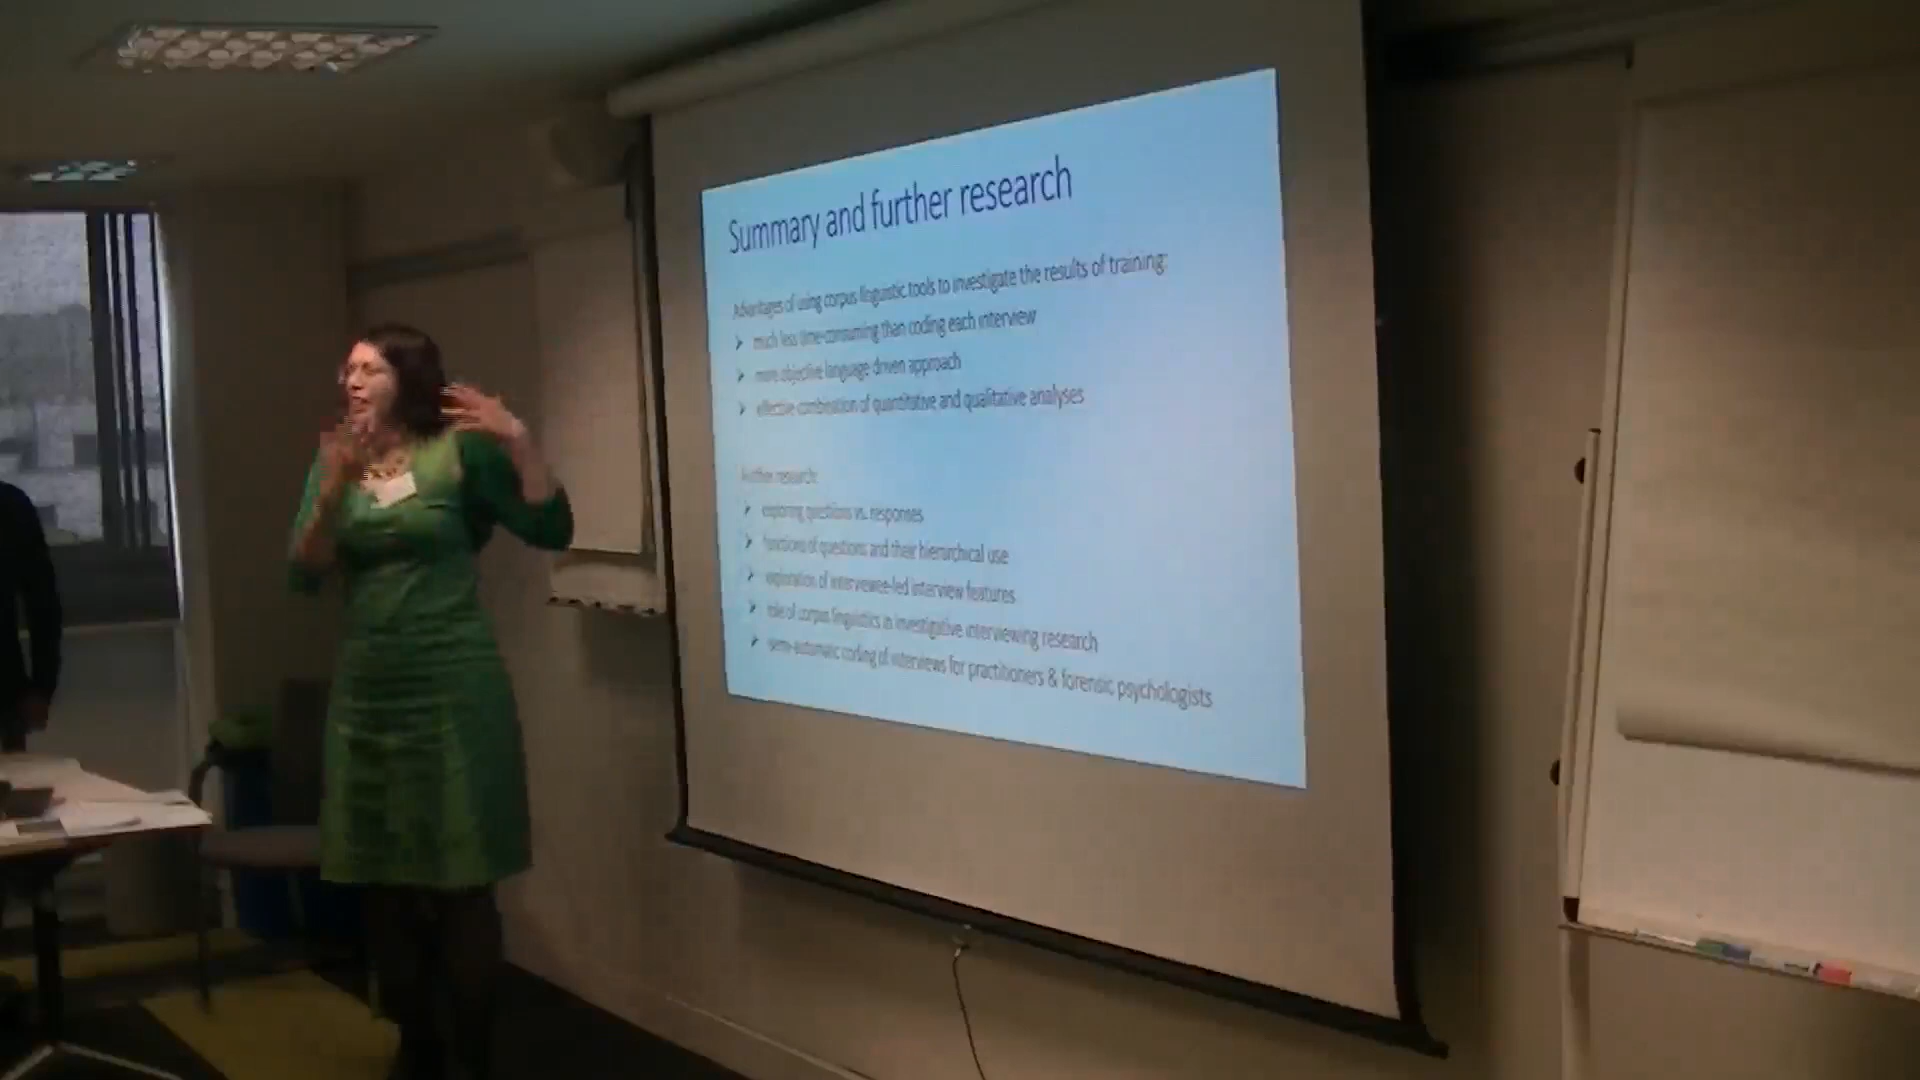 Summary and further research
Advantages of using corpus linguistic tools to investigate the results of training:
much less time-consuming than coding each interview
more objective language driven approach
effective combination of quantitative and qualitative analyses
Further research:
exploring questions vs. responses
functions of questions and their hierarchical use
exploration of interviewee-led interview features
role of corpus linguistics in investigative interviewing research
semi-automatic coding of interviews for practitioners & forensic psychologists